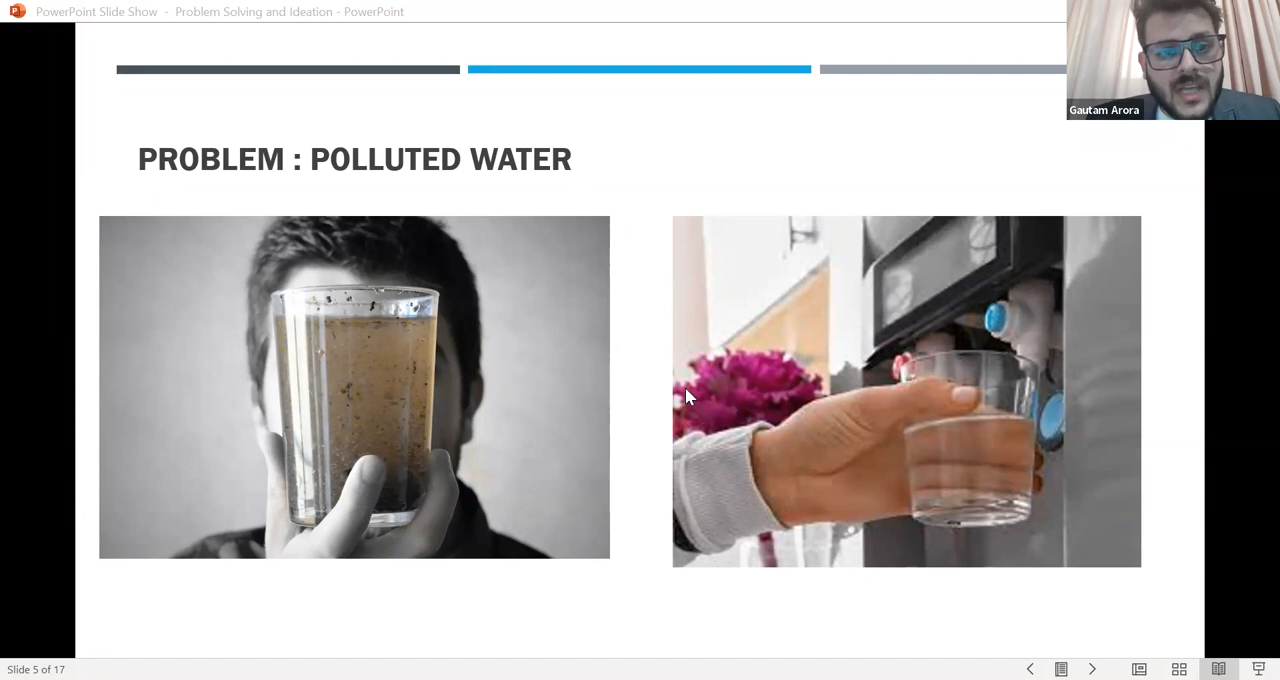 PowerPoint Slide Show - Problem Solving and Ideation - PowerPoint
Gautam Arora
PROBLEM : POLLUTED WATER
Slide 5 of 17